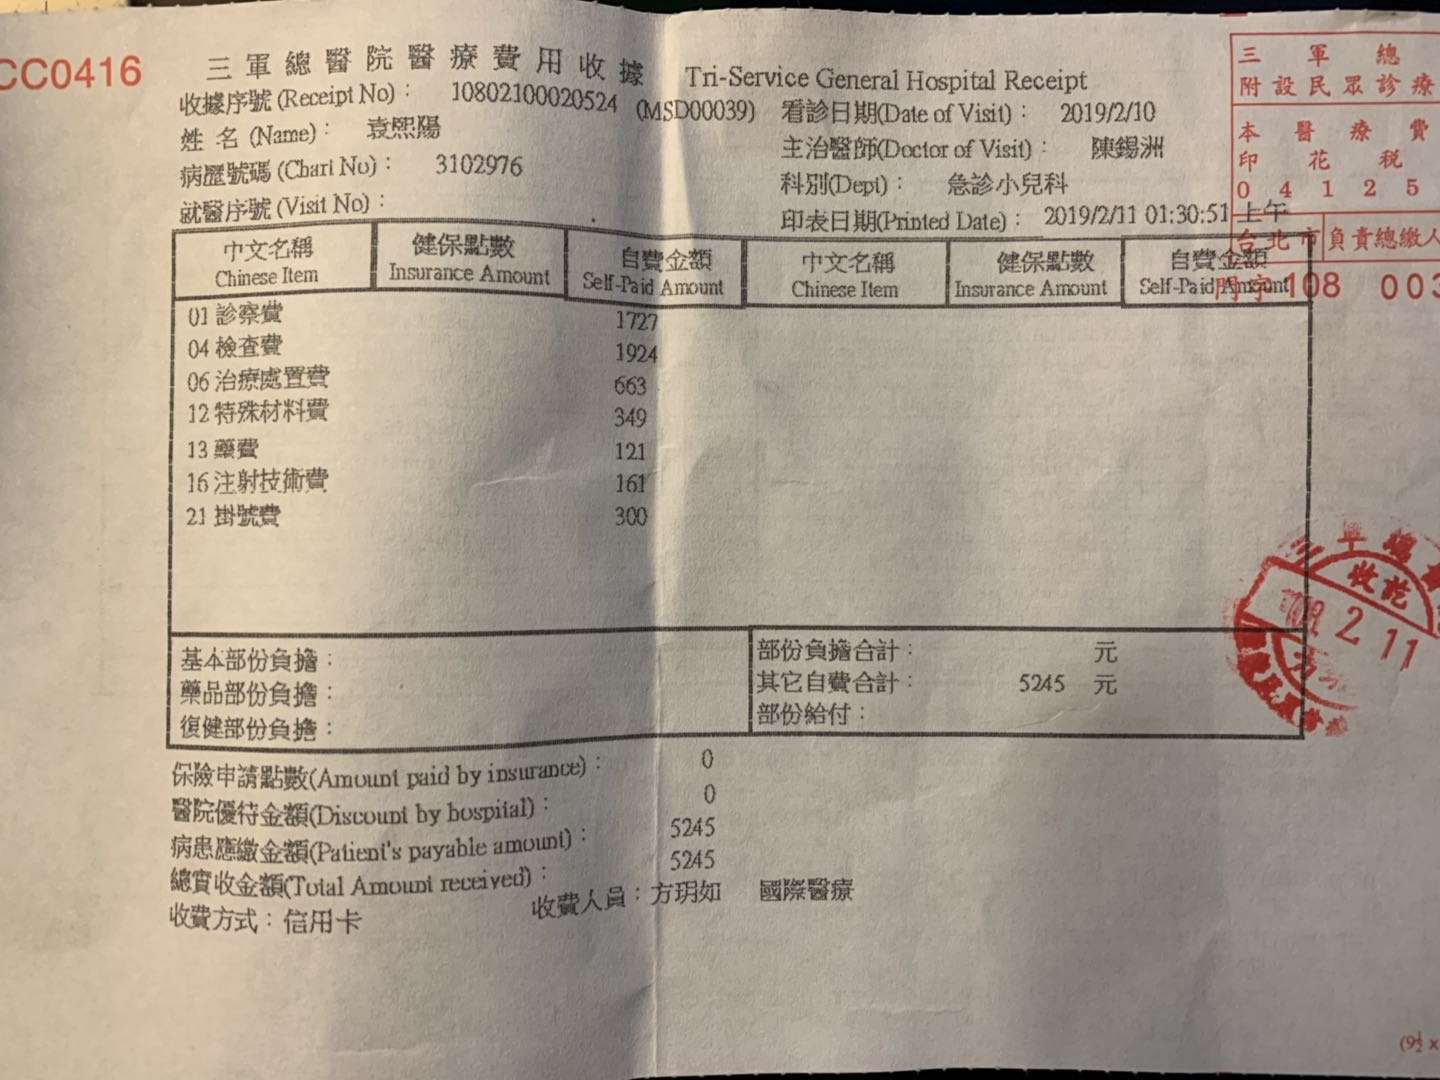 CC0416
三軍總醫院醫療費用收據 Tri-Service General Hospital Receipt
收據序號(Receipt No)： 10802100020524 (MSD00039) 看診日期(Date of Visit)： 2019/2/10
姓 名 (Name)： 袁熙陽 主治醫師(Doctor of Visit)： 陳錫洲
病歷號碼 (Chart No)： 3102976 科別(Dept)： 急診小兒科
就醫序號 (Visit No)： 印表日期(Printed Date)： 2019/2/11 01:30:51 上午
三軍總
附設民眾診療
本醫療費
印花稅
04125
台北市 負責總繳人
108 003
中文名稱 健保點數 自費金額 中文名稱 健保點數 自費金額
Chinese Item Insurance Amount Self-Paid Amount Chinese Item Insurance Amount Self-Paid Amount
01 診察費 1727
04 檢查費 1924
06 治療處置費 663
12 特殊材料費 349
13 藥費 121
16 注射技術費 161
21 掛號費 300
三軍總
收訖
2 11
基本部份負擔： 部份負擔合計： 元
藥品部份負擔： 其它自費合計： 5245 元
復健部份負擔： 部份給付：
保險申請點數(Amount paid by insurance)： 0
醫院優待金額(Discount by hospital)： 0
病患應繳金額(Patient's payable amount)： 5245
總實收金額(Total Amount received)： 5245
收費方式：信用卡 收費人員：方玥如 國際醫療
(9½ x